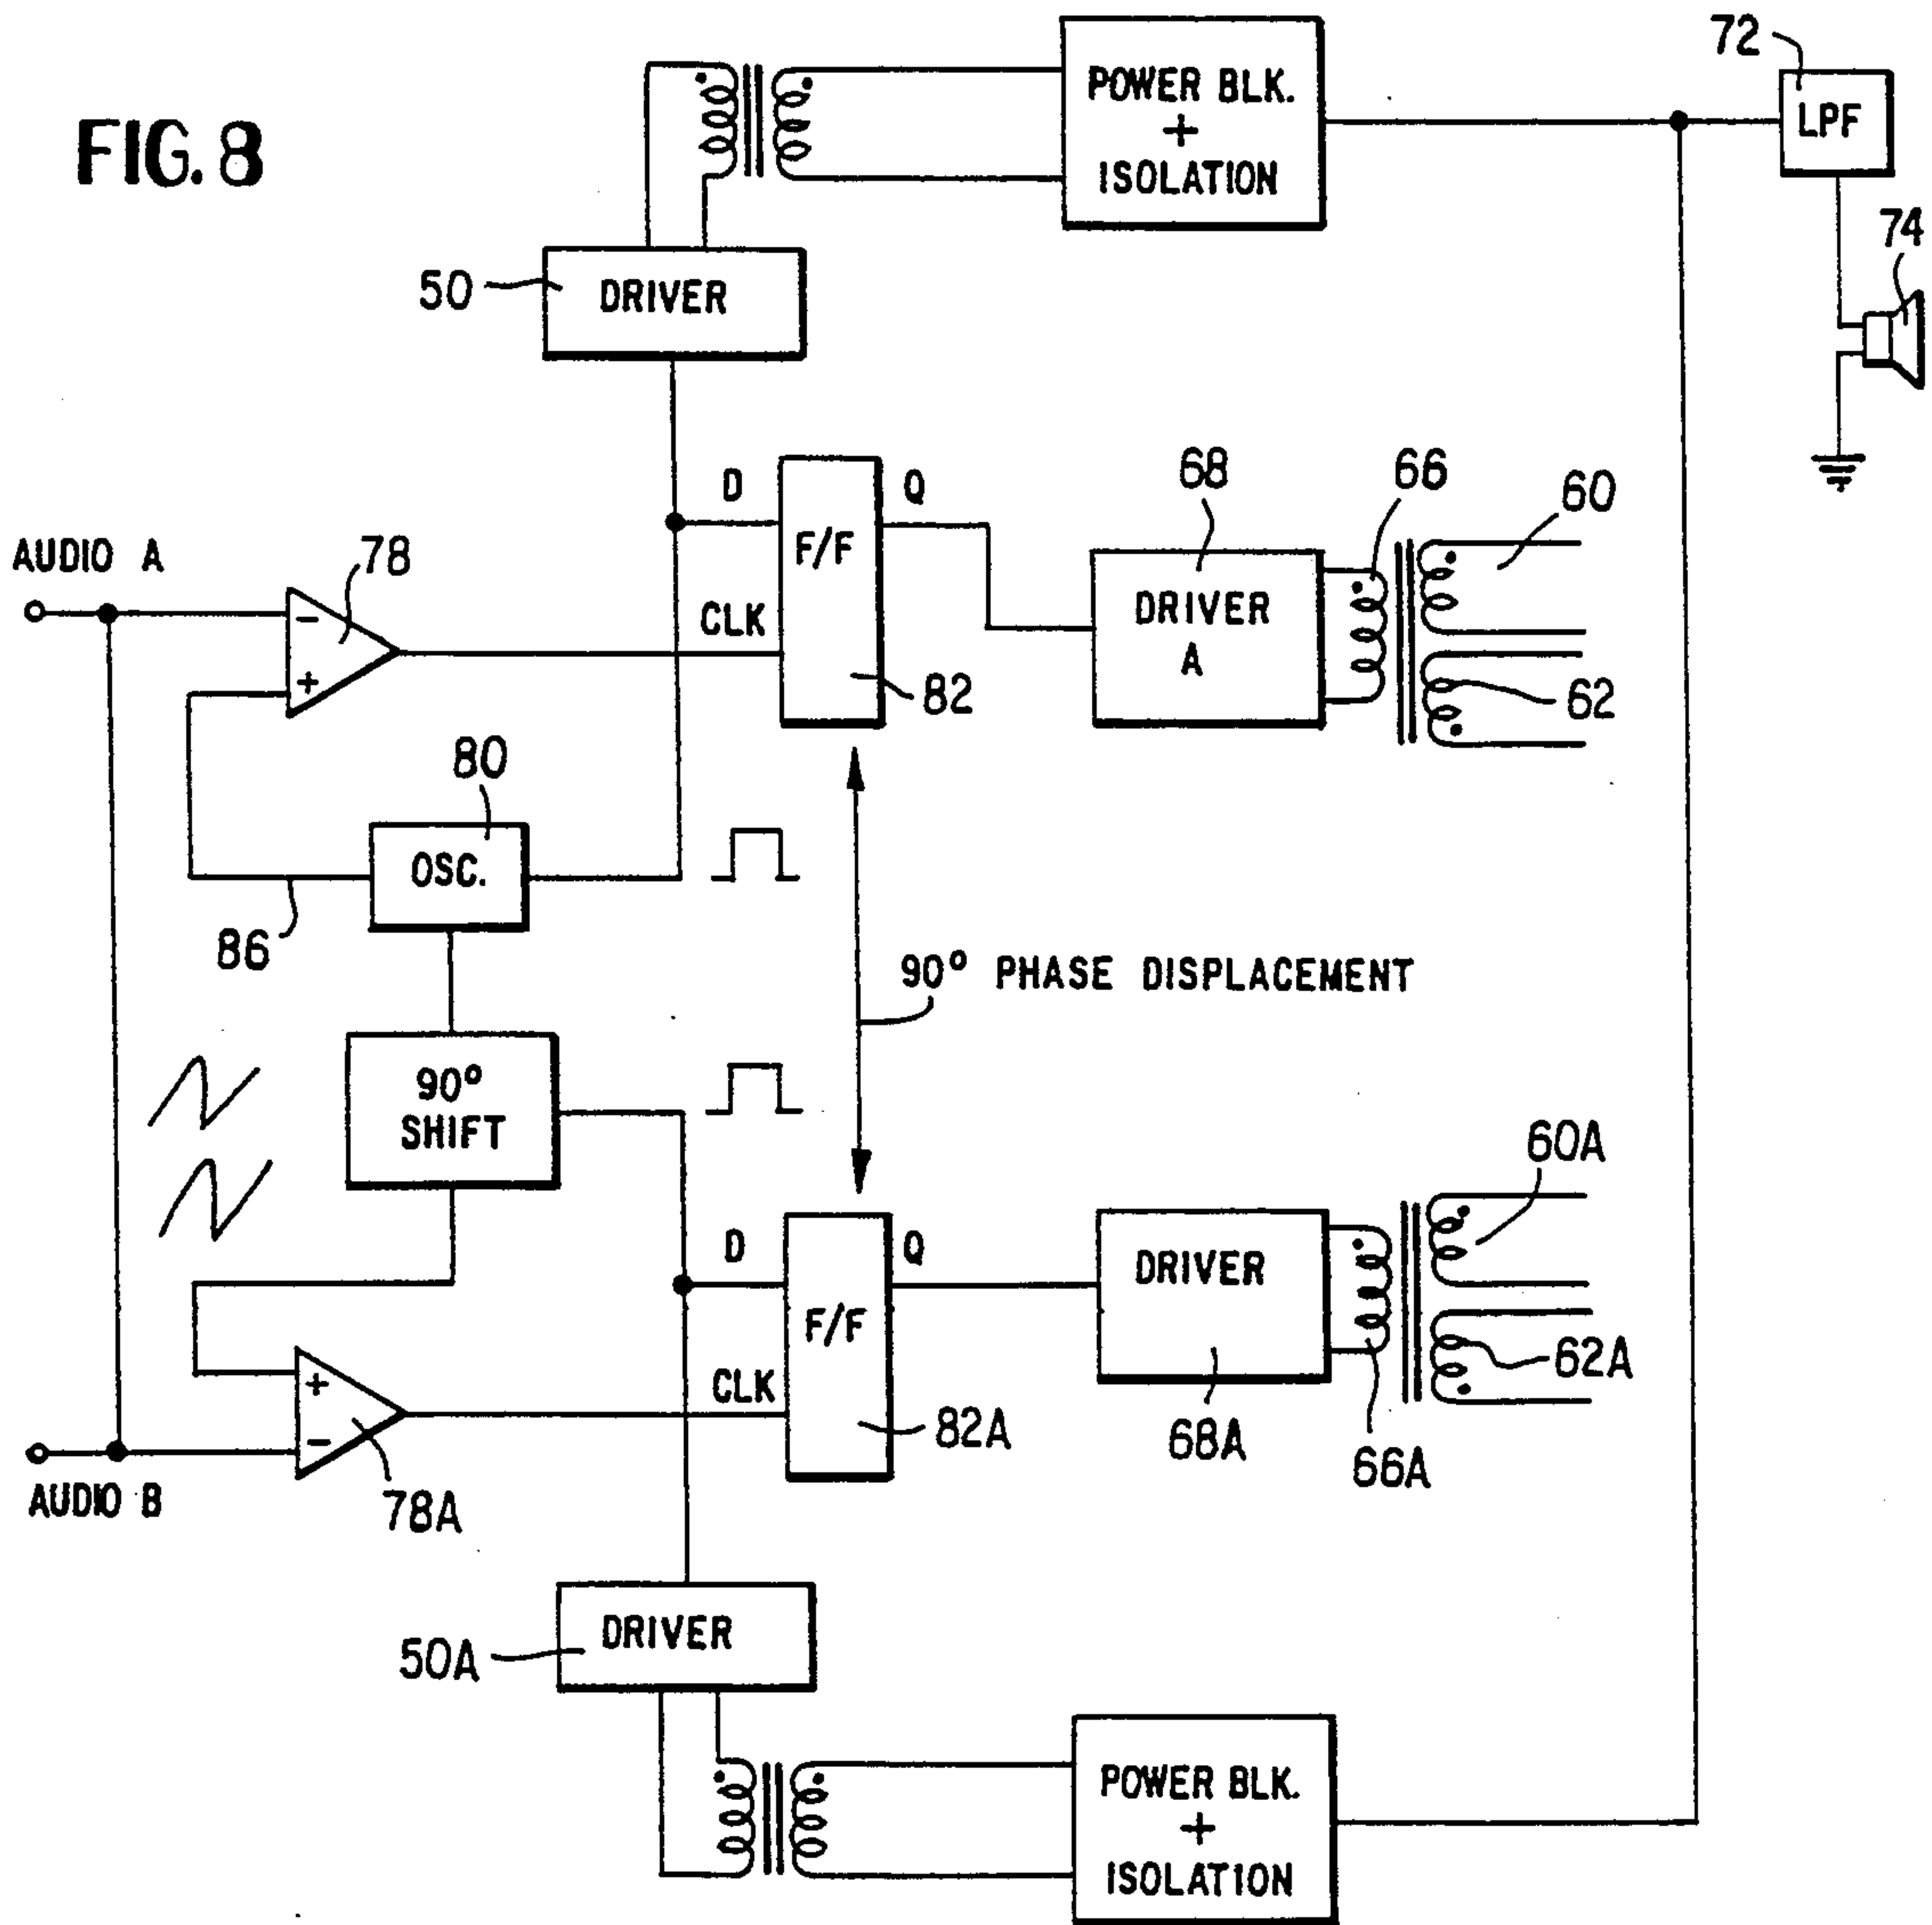 FIG. 8
POWER BLK.
+
ISOLATION
72
LPF
74
50
DRIVER
AUDIO A
78
-
+
D
CLK
F/F
Q
82
68
DRIVER
A
66
60
62
80
OSC.
86
90° PHASE DISPLACEMENT
90°
SHIFT
D
CLK
F/F
Q
82A
DRIVER
68A
66A
60A
62A
+
-
78A
AUDIO B
50A
DRIVER
POWER BLK.
+
ISOLATION